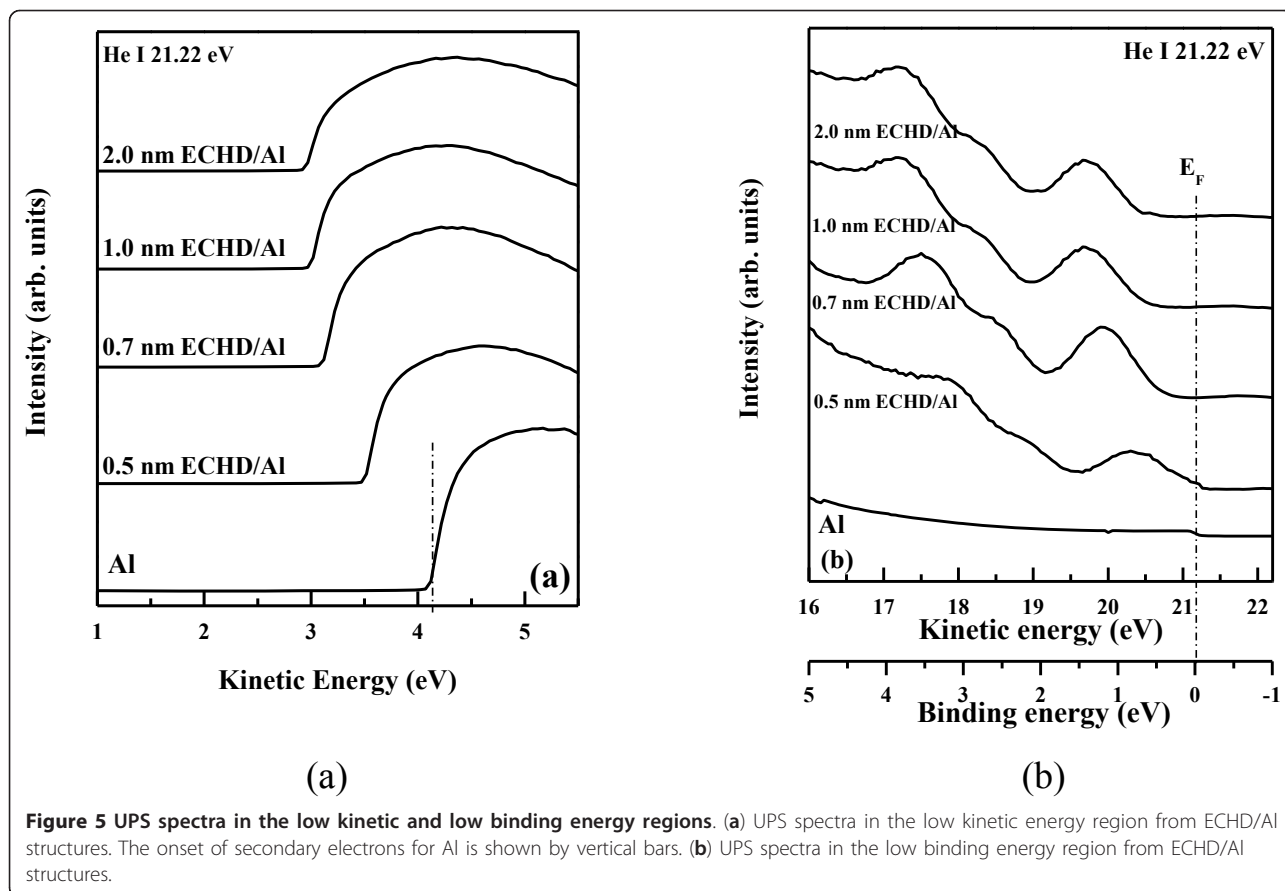 He I 21.22 eV
2.0 nm ECHD/Al
1.0 nm ECHD/Al
0.7 nm ECHD/Al
0.5 nm ECHD/Al
Al
(a)
Intensity (arb. units)
1 2 3 4 5
Kinetic Energy (eV)
(a)
He I 21.22 eV
2.0 nm ECHD/Al
E_F
1.0 nm ECHD/Al
0.7 nm ECHD/Al
0.5 nm ECHD/Al
Al
(b)
Intensity (arb. units)
16 17 18 19 20 21 22
Kinetic energy (eV)
5 4 3 2 1 0 -1
Binding energy (eV)
(b)
Figure 5 UPS spectra in the low kinetic and low binding energy regions. (a) UPS spectra in the low kinetic energy region from ECHD/Al
structures. The onset of secondary electrons for Al is shown by vertical bars. (b) UPS spectra in the low binding energy region from ECHD/Al
structures.